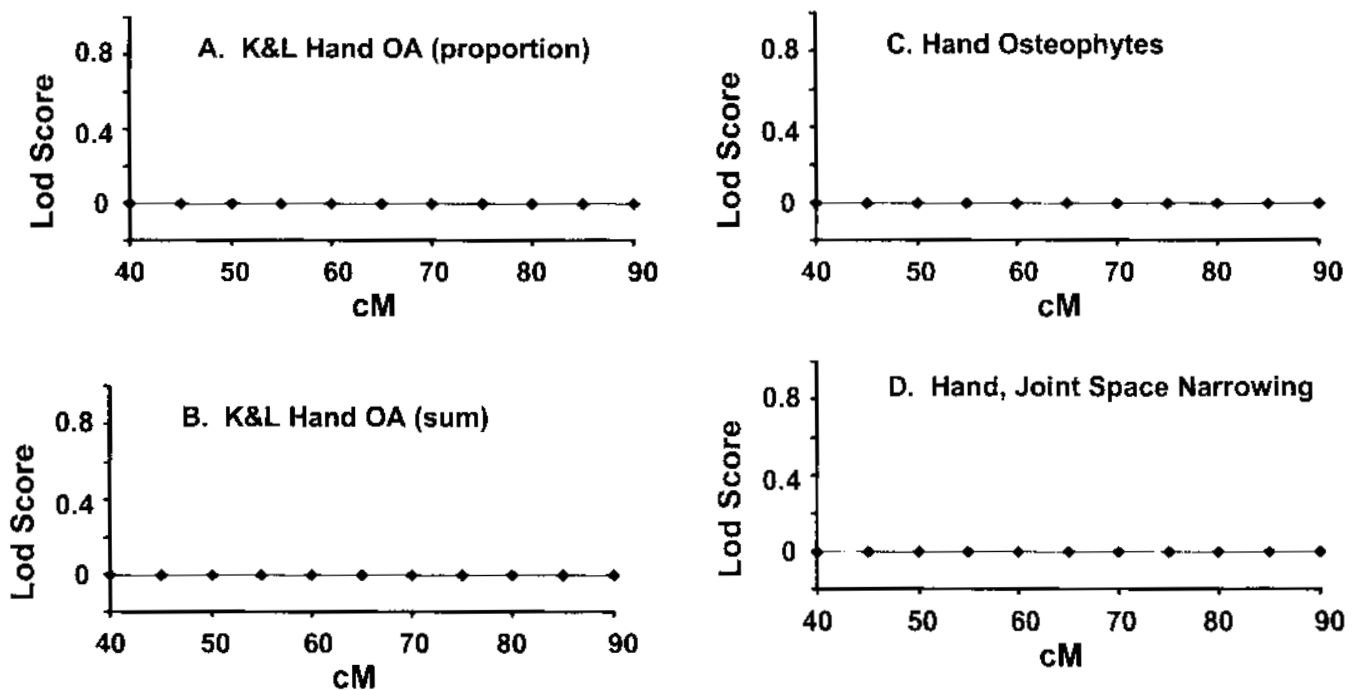 A. K&L Hand OA (proportion)
Lod Score
0.8
0.4
0
40 50 60 70 80 90
cM
B. K&L Hand OA (sum)
Lod Score
0.8
0.4
0
40 50 60 70 80 90
cM
C. Hand Osteophytes
Lod Score
0.8
0.4
0
40 50 60 70 80 90
cM
D. Hand, Joint Space Narrowing
Lod Score
0.8
0.4
0
40 50 60 70 80 90
cM